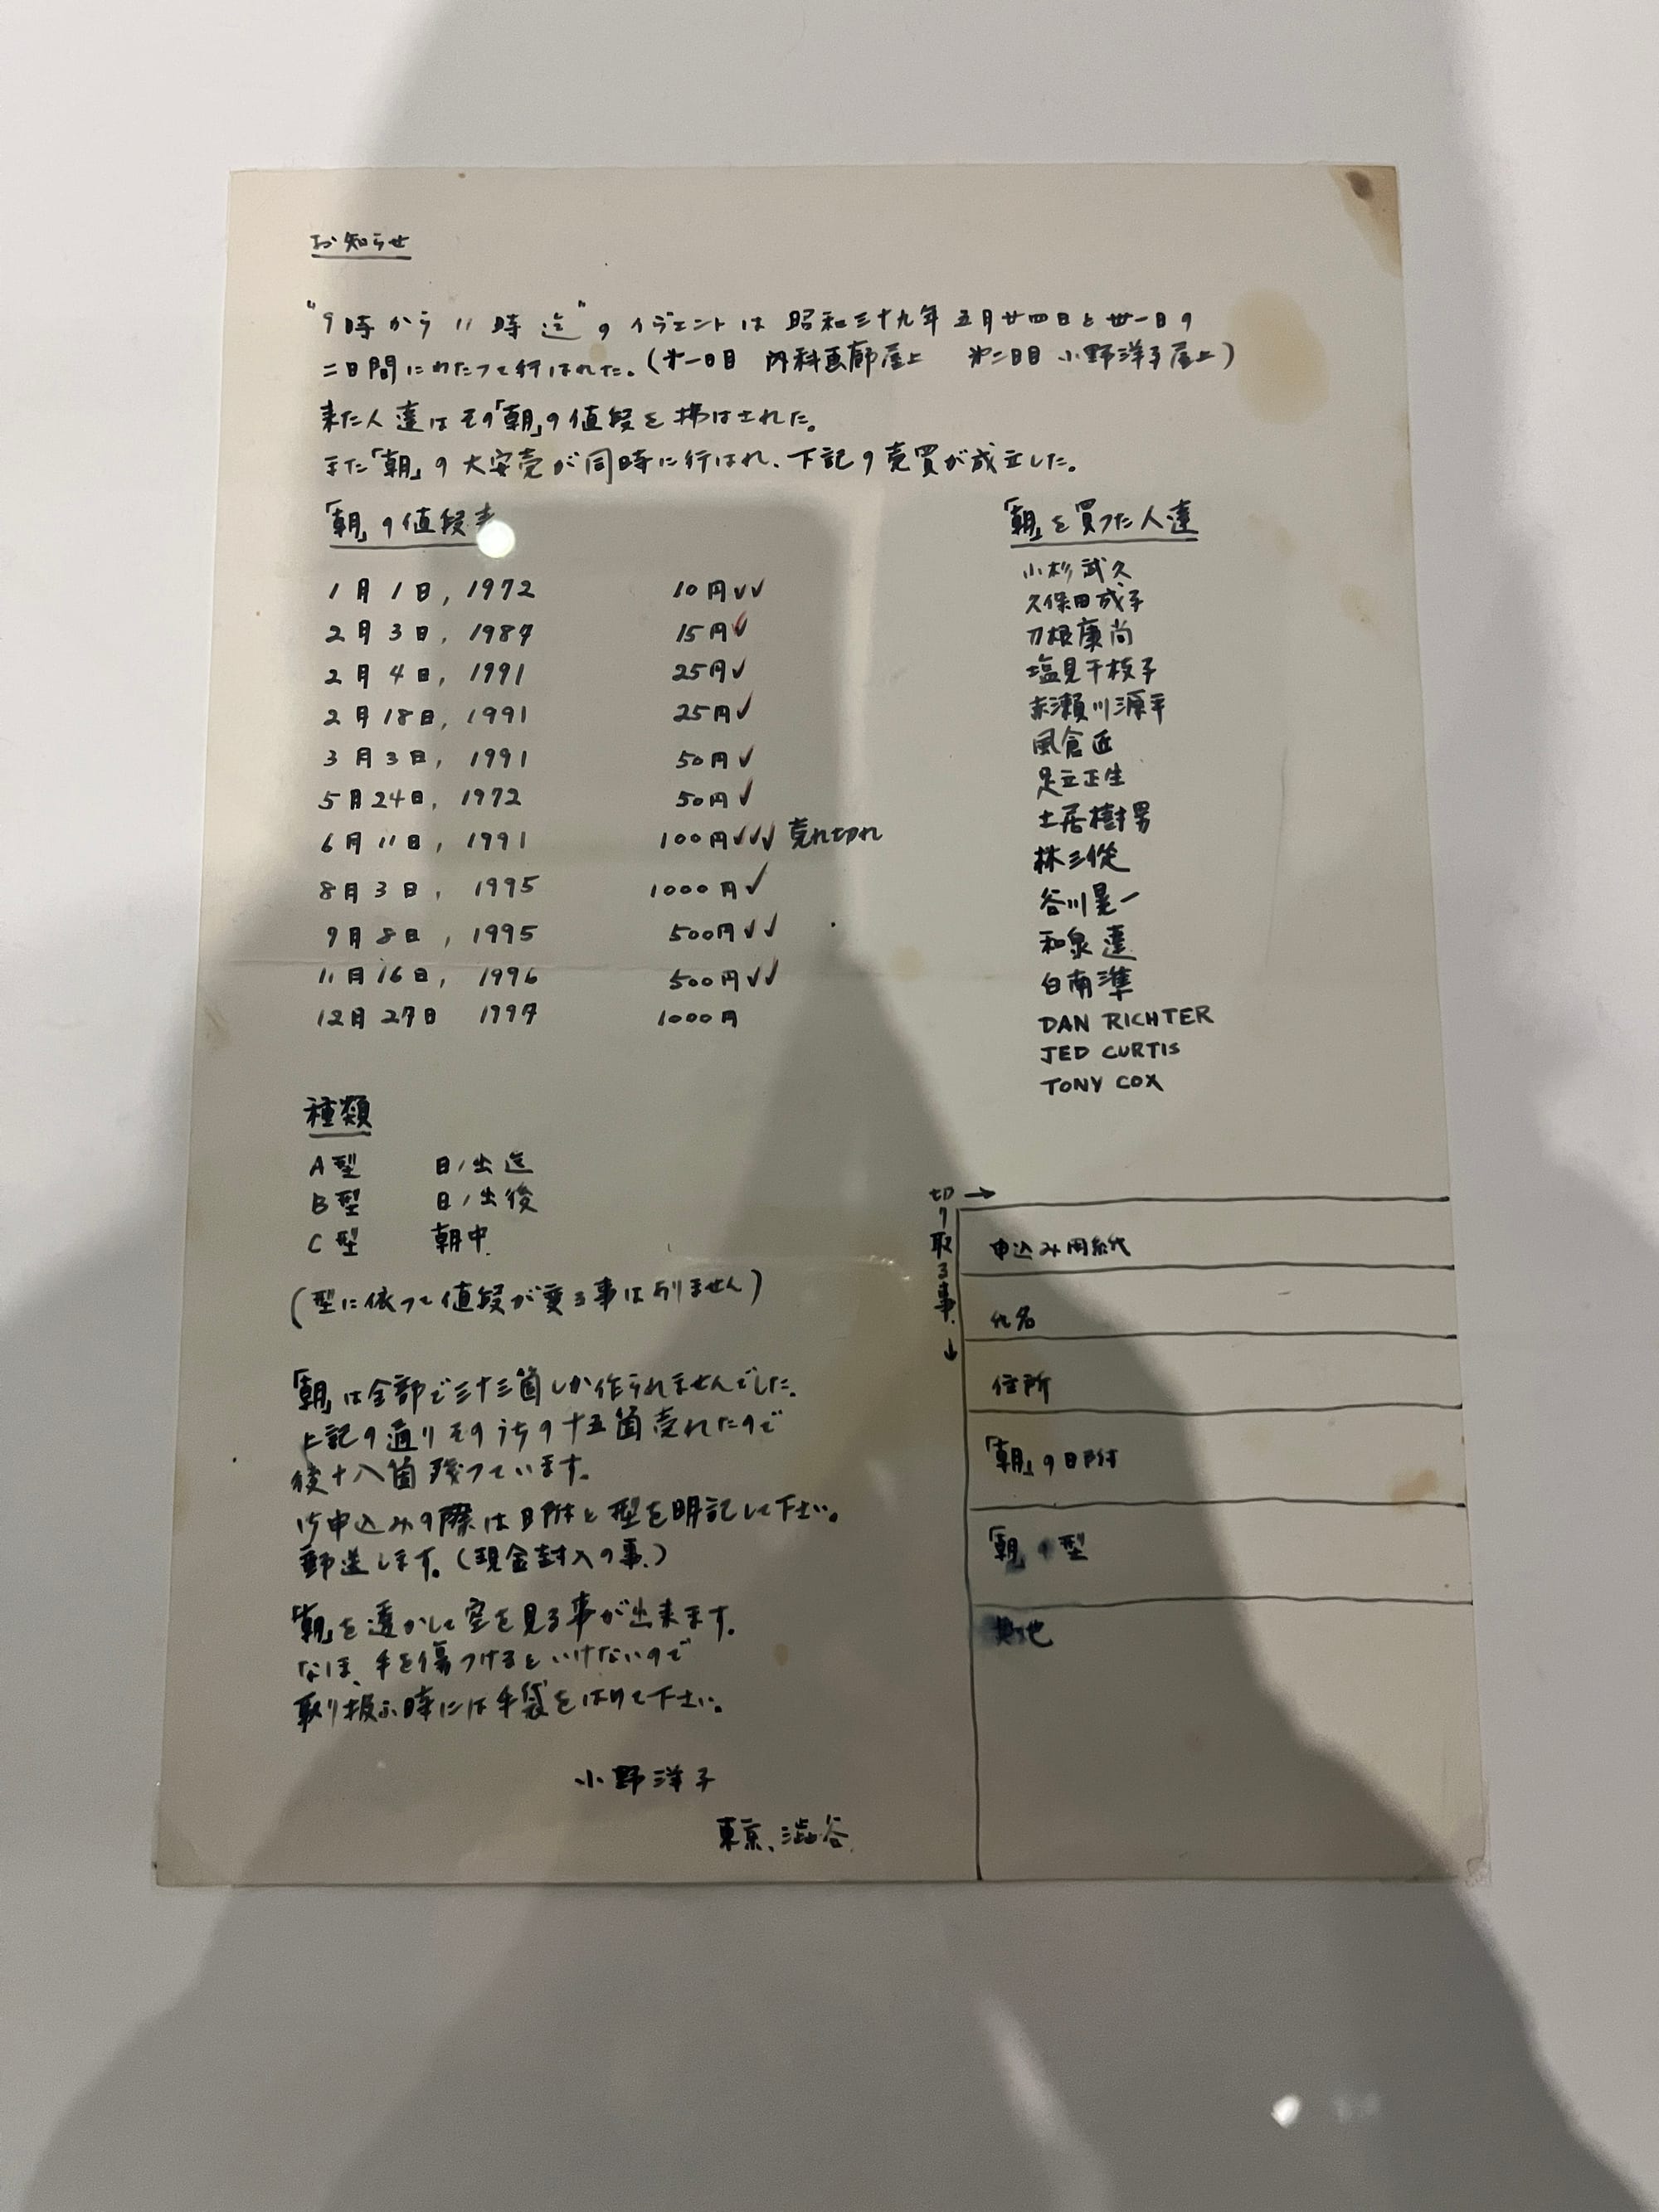 お知らせ
"9時から11時迄"のイヴェントは昭和三十九年五月廿四日と卅一日の
二日間にわたって行はれた。(第一日目 内科画廊屋上 第二日目 小野洋子屋上)
来た人達はその「朝」の値段を拂はされた。
また「朝」の大安売が同時に行はれ、下記の売買が成立した。
「朝」の値段表
1月1日, 1972 10円✓✓
2月3日, 1987 15円✓
2月4日, 1991 25円✓
2月18日, 1991 25円✓
3月3日, 1991 50円✓
5月24日, 1972 50円✓
6月11日, 1991 100円✓✓✓ 売れ切れ
8月3日, 1995 1000円✓
9月8日, 1995 500円✓✓
11月16日, 1996 500円✓✓
12月27日 1997 1000円
「朝」を買った人達
小杉武久
久保田成子
刀根康尚
塩見千枝子
赤瀬川源平
風倉匠
足立正生
土居樹男
林三従
谷川晃一
和泉達
白南準
DAN RICHTER
JED CURTIS
TONY COX
種類
A型 日ノ出迄
B型 日ノ出後
C型 朝中
(型に依って値段が変る事はありません)
「朝」は全部で三十三箇しか作られませんでした。
上記の通りそのうちの十五箇売れたので
後十八箇残っています。
お申込みの際は日附と型を明記して下さい。
郵送します。(現金封入の事.)
「朝」を透かして空を見る事が出来ます。
なほ、手を傷つけるといけないので
取り扱ふ時には手袋をはめて下さい。
小野洋子
東京、澁谷.
切り取る事.
→
↓
申込み用紙
氏名
住所
「朝」の日附
「朝」の型
其他